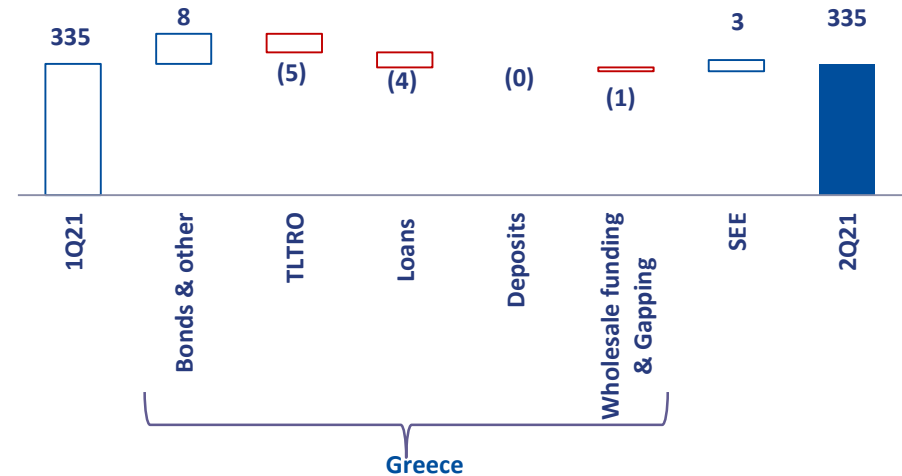 335
8
(5)
(4)
(0)
(1)
3
335
1Q21
Bonds & other
TLTRO
Loans
Deposits
Wholesale funding
& Gapping
SEE
2Q21
Greece